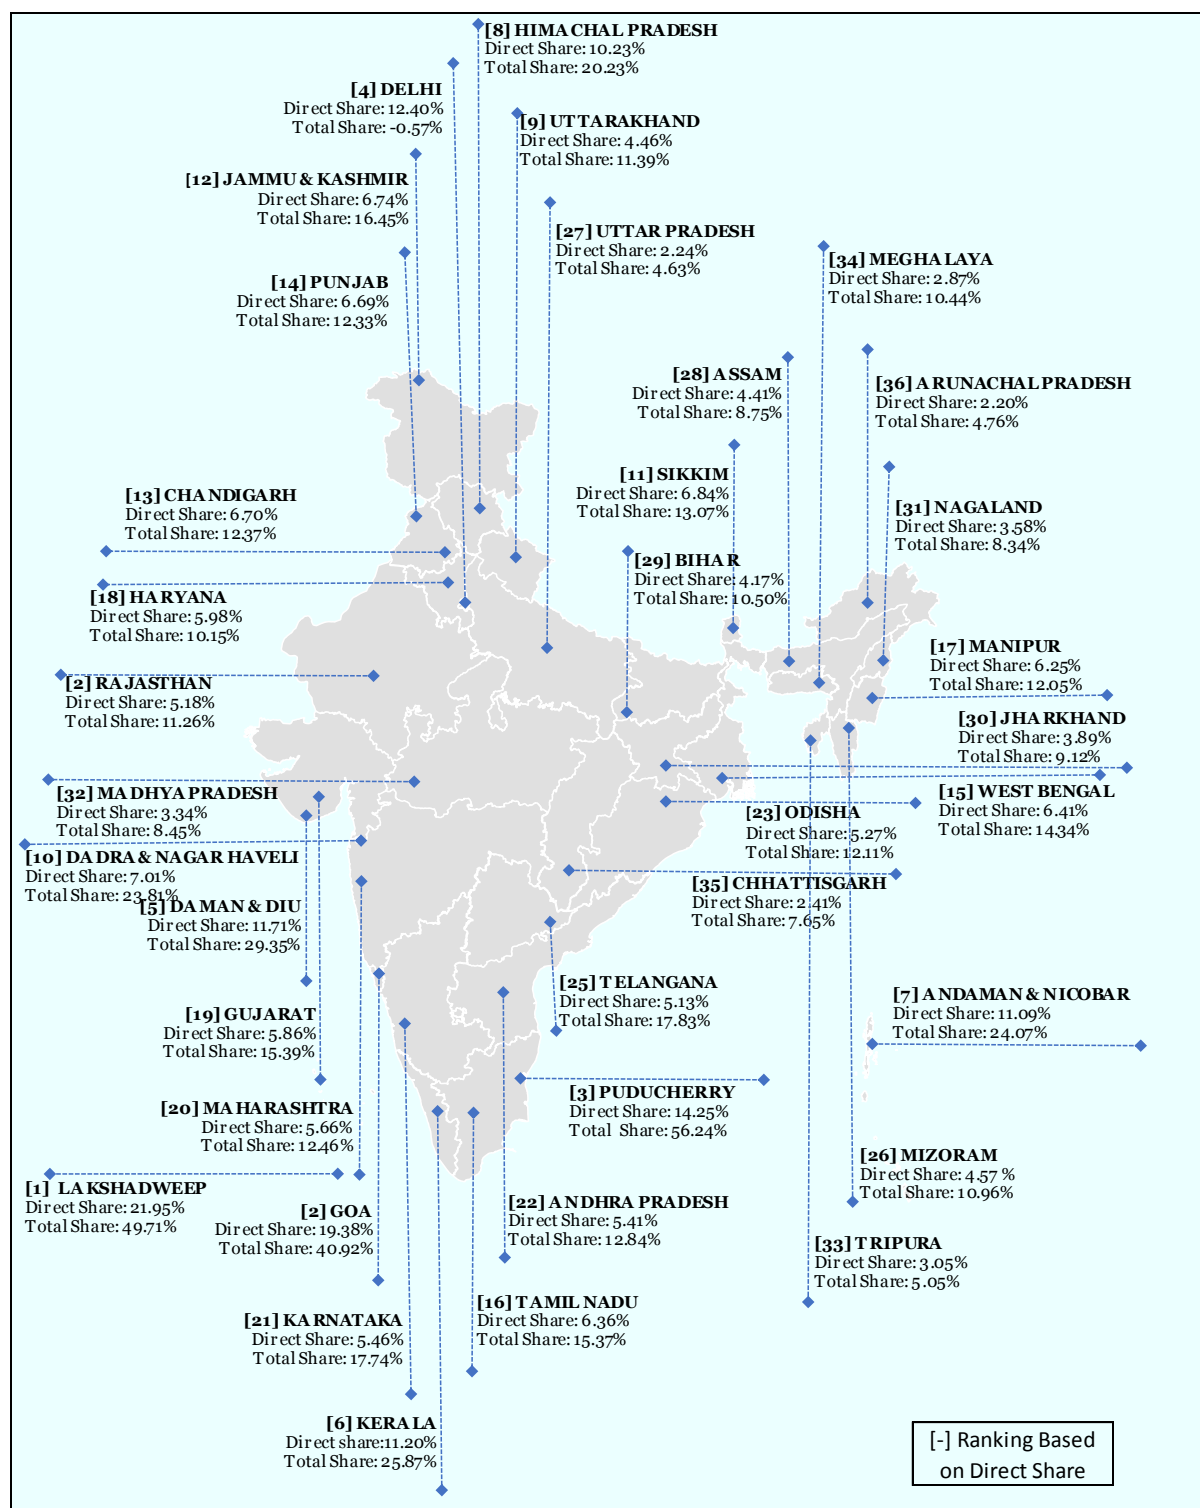 [8] HIMACHAL PRADESH
Direct Share: 10.23%
Total Share: 20.23%
[4] DELHI
Direct Share: 12.40%
Total Share: -0.57%
[9] UTTARAKHAND
Direct Share: 4.46%
Total Share: 11.39%
[12] JAMMU & KASHMIR
Direct Share: 6.74%
Total Share: 16.45%
[27] UTTAR PRADESH
Direct Share: 2.24%
Total Share: 4.63%
[34] MEGHALAYA
Direct Share: 2.87%
Total Share: 10.44%
[14] PUNJAB
Direct Share: 6.69%
Total Share: 12.33%
[28] ASSAM
Direct Share: 4.41%
Total Share: 8.75%
[36] ARUNACHAL PRADESH
Direct Share: 2.20%
Total Share: 4.76%
[11] SIKKIM
Direct Share: 6.84%
Total Share: 13.07%
[13] CHANDIGARH
Direct Share: 6.70%
Total Share: 12.37%
[31] NAGALAND
Direct Share: 3.58%
Total Share: 8.34%
[29] BIHAR
Direct Share: 4.17%
Total Share: 10.50%
[18] HARYANA
Direct Share: 5.98%
Total Share: 10.15%
[17] MANIPUR
Direct Share: 6.25%
Total Share: 12.05%
[2] RAJASTHAN
Direct Share: 5.18%
Total Share: 11.26%
[30] JHARKHAND
Direct Share: 3.89%
Total Share: 9.12%
[32] MADHYA PRADESH
Direct Share: 3.34%
Total Share: 8.45%
[15] WEST BENGAL
Direct Share: 6.41%
Total Share: 14.34%
[23] ODISHA
Direct Share: 5.27%
Total Share: 12.11%
[10] DADRA & NAGAR HAVELI
Direct Share: 7.01%
Total Share: 23.81%
[35] CHHATTISGARH
Direct Share: 2.41%
Total Share: 7.65%
[5] DAMAN & DIU
Direct Share: 11.71%
Total Share: 29.35%
[25] TELANGANA
Direct Share: 5.13%
Total Share: 17.83%
[7] ANDAMAN & NICOBAR
Direct Share: 11.09%
Total Share: 24.07%
[19] GUJARAT
Direct Share: 5.86%
Total Share: 15.39%
[3] PUDUCHERRY
Direct Share: 14.25%
Total Share: 56.24%
[20] MAHARASHTRA
Direct Share: 5.66%
Total Share: 12.46%
[26] MIZORAM
Direct Share: 4.57 %
Total Share: 10.96%
[1] LAKSHADWEEP
Direct Share: 21.95%
Total Share: 49.71%
[2] GOA
Direct Share: 19.38%
Total Share: 40.92%
[22] ANDHRA PRADESH
Direct Share: 5.41%
Total Share: 12.84%
[33] TRIPURA
Direct Share: 3.05%
Total Share: 5.05%
[16] TAMIL NADU
Direct Share: 6.36%
Total Share: 15.37%
[21] KARNATAKA
Direct Share: 5.46%
Total Share: 17.74%
[6] KERALA
Direct share:11.20%
Total Share: 25.87%
[-] Ranking Based
on Direct Share